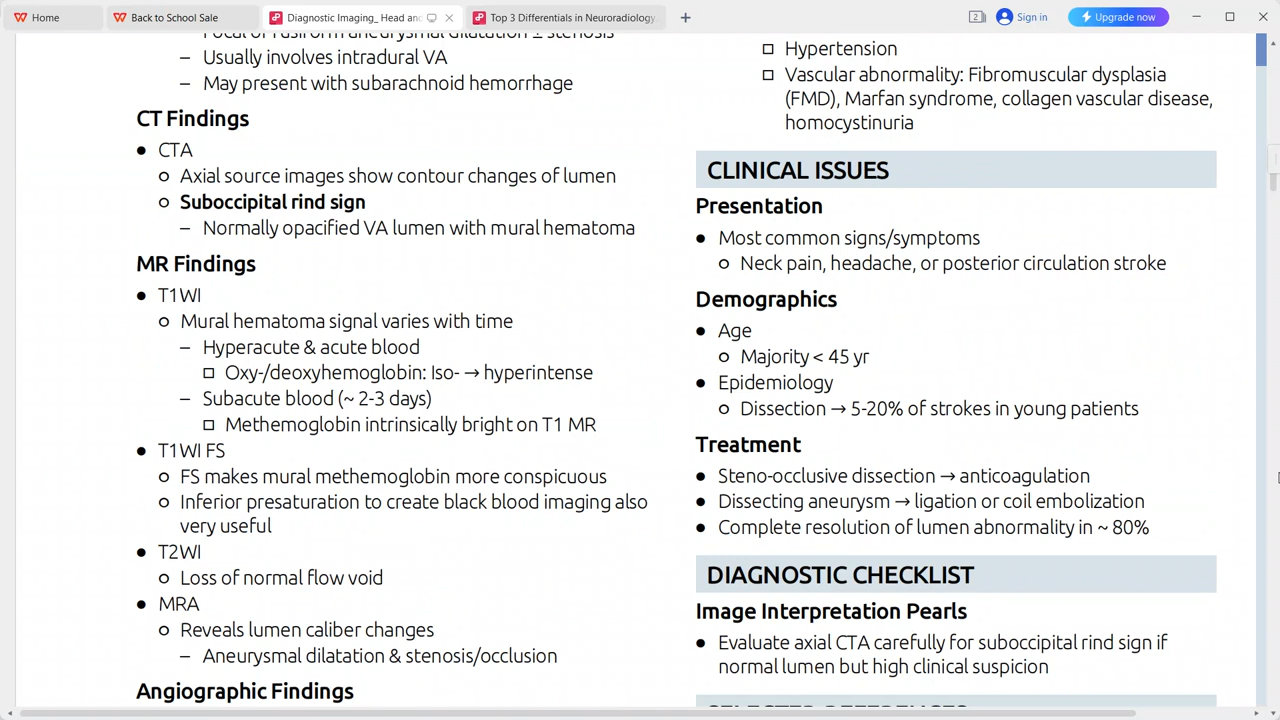 Home
Back to School Sale
Diagnostic Imaging_ Head an
Top 3 Differentials in Neuroradiology.
2
Sign in
Upgrade now
– Usually involves intradural VA
– May present with subarachnoid hemorrhage
CT Findings
● CTA
○ Axial source images show contour changes of lumen
○ Suboccipital rind sign
– Normally opacified VA lumen with mural hematoma
MR Findings
● T1WI
○ Mural hematoma signal varies with time
– Hyperacute & acute blood
□ Oxy-/deoxyhemoglobin: Iso- → hyperintense
– Subacute blood (~ 2-3 days)
□ Methemoglobin intrinsically bright on T1 MR
● T1WI FS
○ FS makes mural methemoglobin more conspicuous
○ Inferior presaturation to create black blood imaging also
very useful
● T2WI
○ Loss of normal flow void
● MRA
○ Reveals lumen caliber changes
– Aneurysmal dilatation & stenosis/occlusion
Angiographic Findings
□ Hypertension
□ Vascular abnormality: Fibromuscular dysplasia
(FMD), Marfan syndrome, collagen vascular disease,
homocystinuria
CLINICAL ISSUES
Presentation
● Most common signs/symptoms
○ Neck pain, headache, or posterior circulation stroke
Demographics
● Age
○ Majority < 45 yr
● Epidemiology
○ Dissection → 5-20% of strokes in young patients
Treatment
● Steno-occlusive dissection → anticoagulation
● Dissecting aneurysm → ligation or coil embolization
● Complete resolution of lumen abnormality in ~ 80%
DIAGNOSTIC CHECKLIST
Image Interpretation Pearls
● Evaluate axial CTA carefully for suboccipital rind sign if
normal lumen but high clinical suspicion